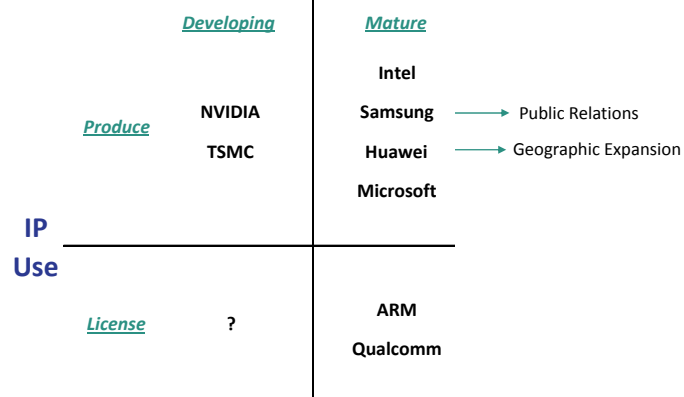 Developing Mature
Intel
NVIDIA Samsung Public Relations
Produce
TSMC Huawei Geographic Expansion
Microsoft
IP
Use
ARM
License ?
Qualcomm